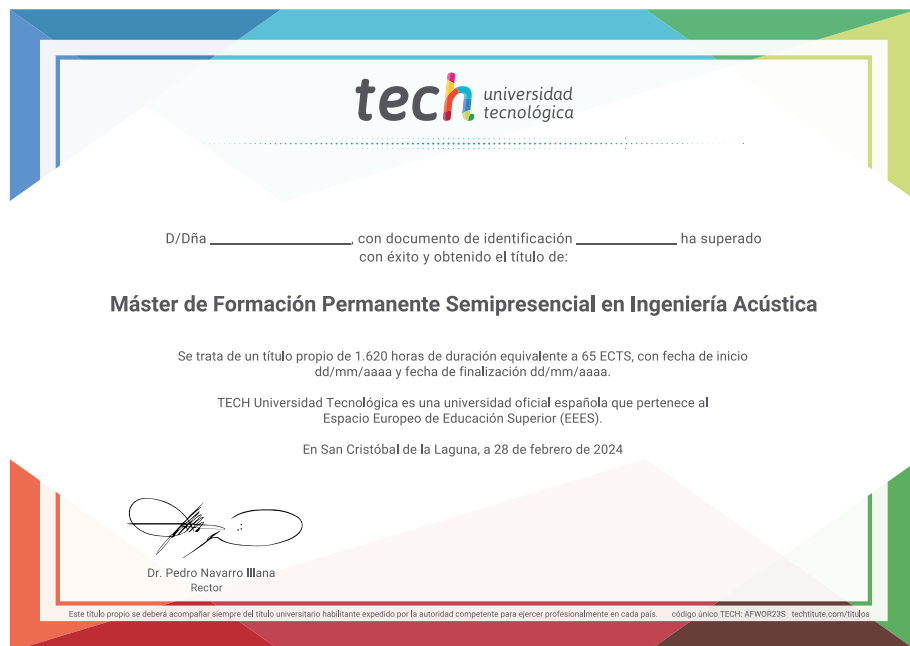 tech universidad
tecnológica
D/Dña ______________, con documento de identificación ____________ ha superado
con éxito y obtenido el título de:
Máster de Formación Permanente Semipresencial en Ingeniería Acústica
Se trata de un título propio de 1.620 horas de duración equivalente a 65 ECTS, con fecha de inicio
dd/mm/aaaa y fecha de finalización dd/mm/aaaa.
TECH Universidad Tecnológica es una universidad oficial española que pertenece al
Espacio Europeo de Educación Superior (EEES).
En San Cristóbal de la Laguna, a 28 de febrero de 2024
Dr. Pedro Navarro Illana
Rector
Este título propio se deberá acompañar siempre del título universitario habilitante expedido por la autoridad competente para ejercer profesionalmente en cada país. código único TECH: AFWOR23S techtitute.com/titulos